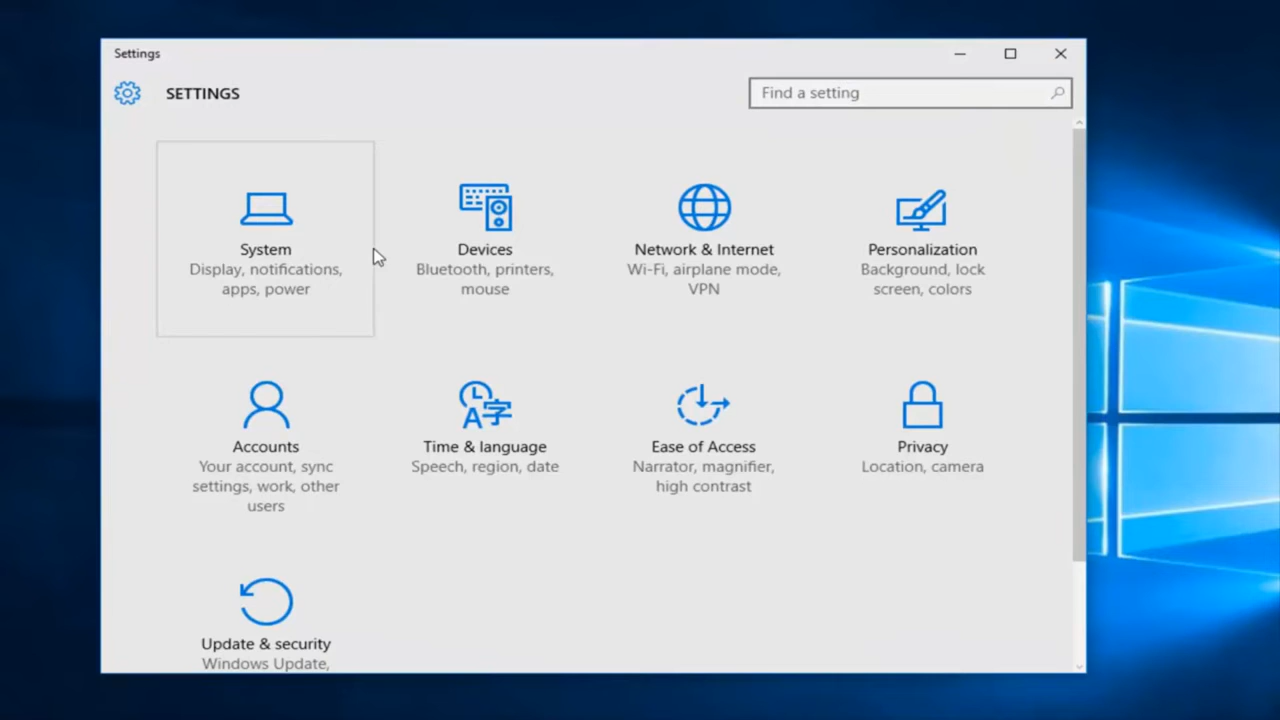 Settings
SETTINGS
Find a setting
System
Display, notifications,
apps, power
Devices
Bluetooth, printers,
mouse
Network & Internet
Wi-Fi, airplane mode,
VPN
Personalization
Background, lock
screen, colors
Accounts
Your account, sync
settings, work, other
users
Time & language
Speech, region, date
Ease of Access
Narrator, magnifier,
high contrast
Privacy
Location, camera
Update & security
Windows Update,